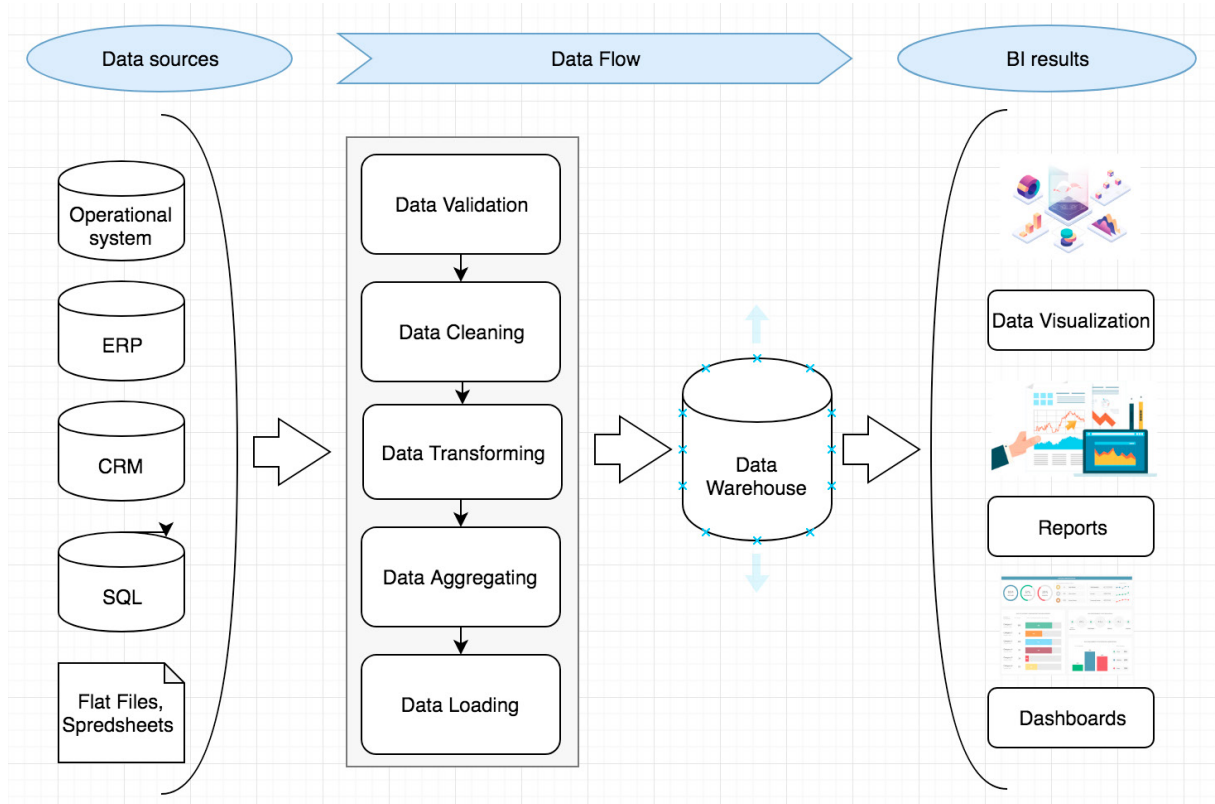 Data sources
Data Flow
BI results
Operational
system
ERP
CRM
SQL
Flat Files,
Spredsheets
Data Validation
Data Cleaning
Data Transforming
Data Aggregating
Data Loading
Data
Warehouse
Data Visualization
Reports
Dashboards